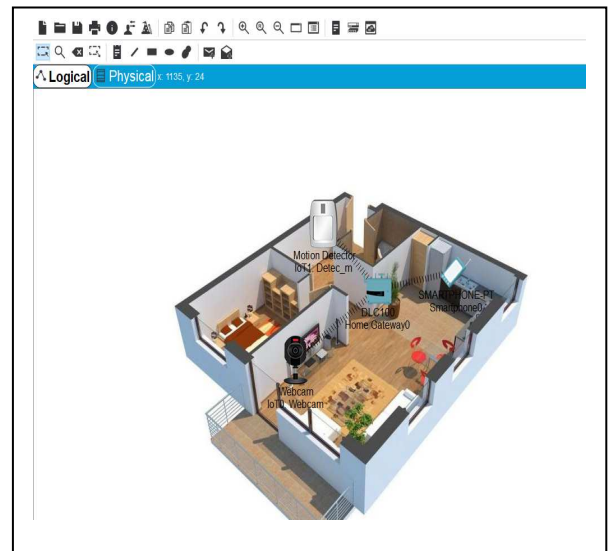 Logical Physical x: 1135, y: 24
Motion Detector
IoT1: Detec_m
SMARTPHONE-PT
Smartphone0
DLC100
Home Gateway0
Webcam
IoT0: Webcam